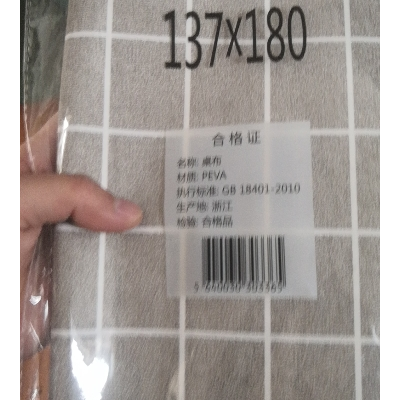 137X180
合格证
名称: 桌布
材质: PEVA
执行标准: GB 18401-2010
生产地: 浙江
检验: 合格品